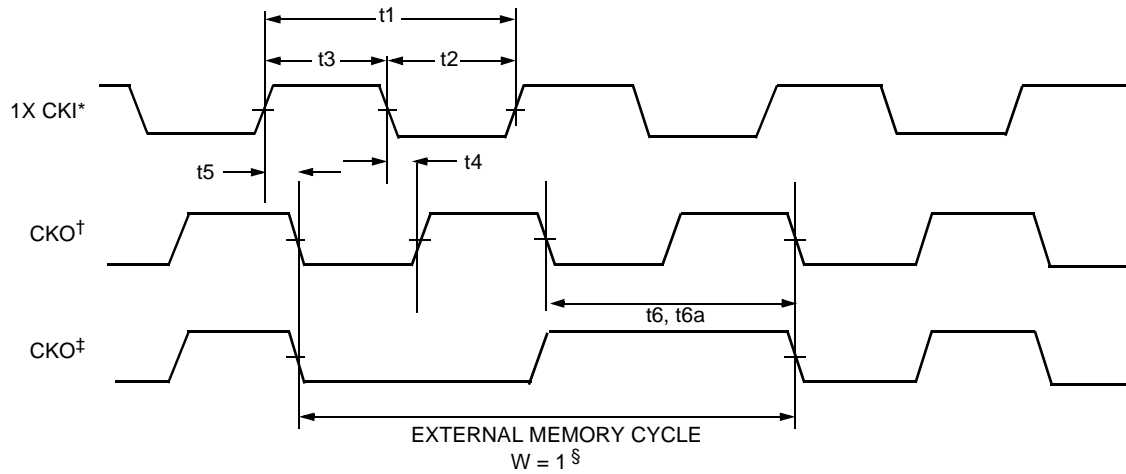 t1
t3
t2
1X CKI*
t5
t4
CKO†
t6, t6a
CKO‡
EXTERNAL MEMORY CYCLE
W = 1§